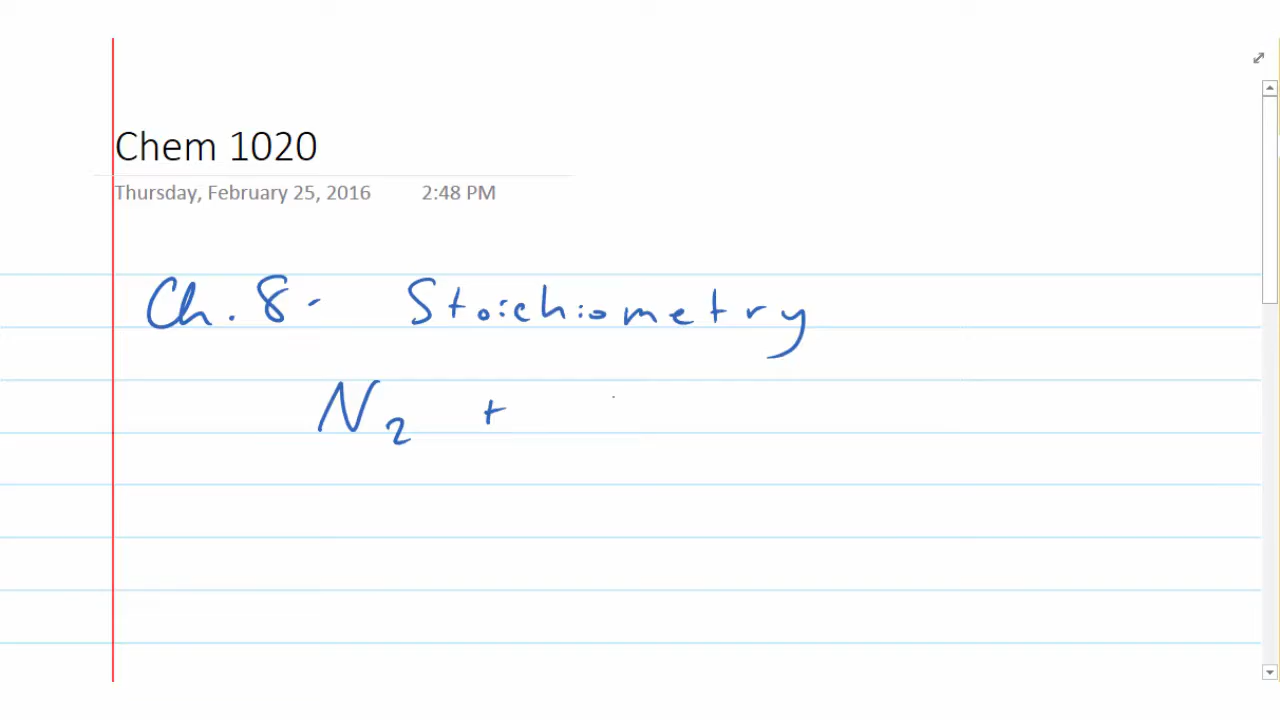 Chem 1020
Thursday, February 25, 2016 2:48 PM
Ch. 8 - Stoichiometry
N₂ +